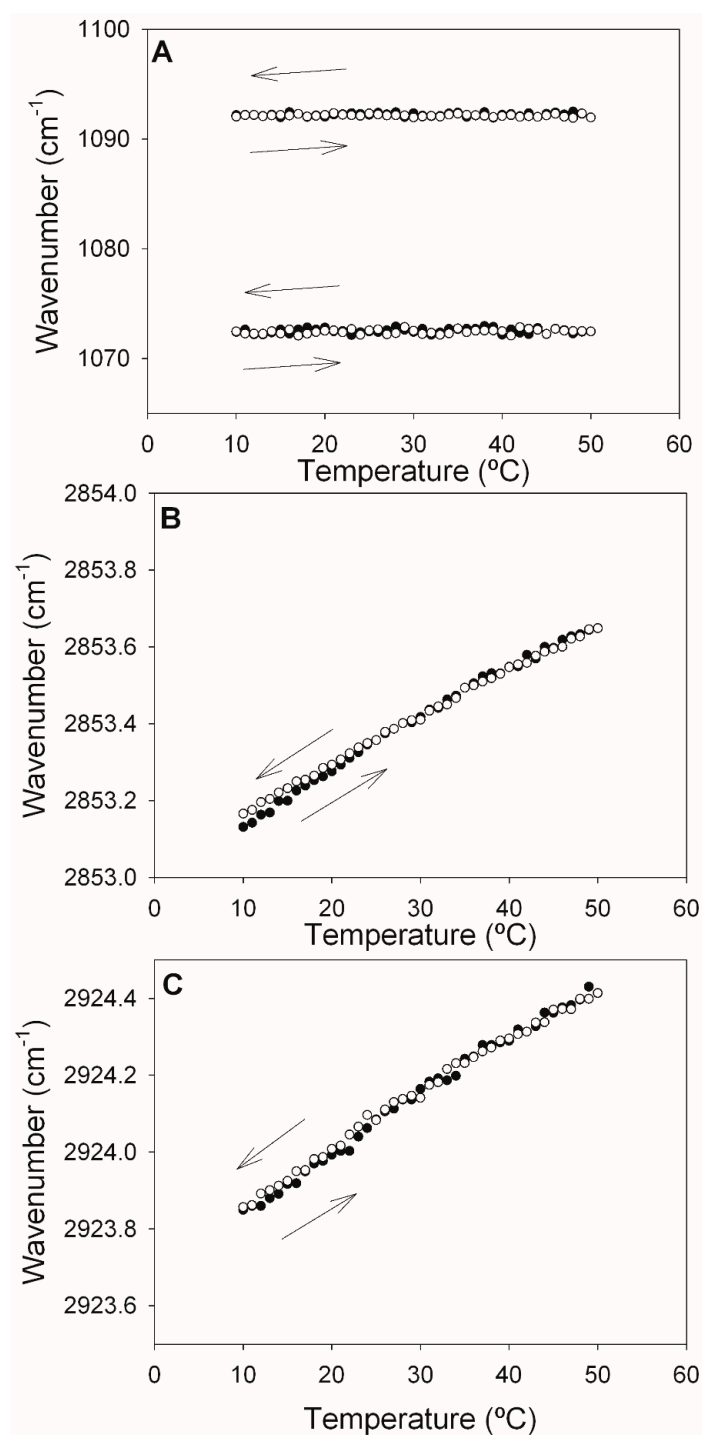 A
1100
1090
1080
1070
Wavenumber (cm⁻¹)
0 10 20 30 40 50 60
Temperature (ºC)
B
2854.0
2853.8
2853.6
2853.4
2853.2
2853.0
Wavenumber (cm⁻¹)
0 10 20 30 40 50 60
Temperature (ºC)
C
2924.4
2924.2
2924.0
2923.8
2923.6
Wavenumber (cm⁻¹)
0 10 20 30 40 50 60
Temperature (ºC)